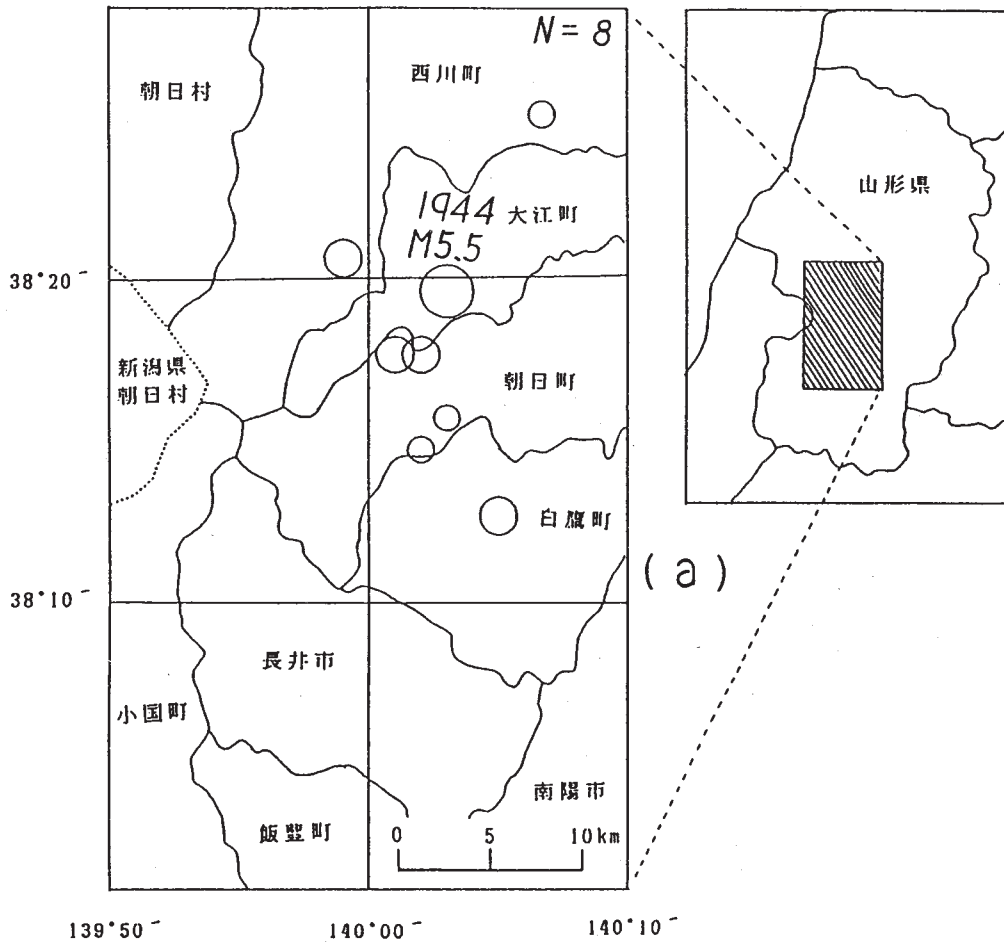 N=8
西川町
朝日村
山形県
1944
大江町
M5.5
38°20′
新潟県
朝日村
朝日町
白鷹町
(a)
38°10′
長井市
小国町
南陽市
飯豊町
0 5 10km
139°50′ 140°00′ 140°10′